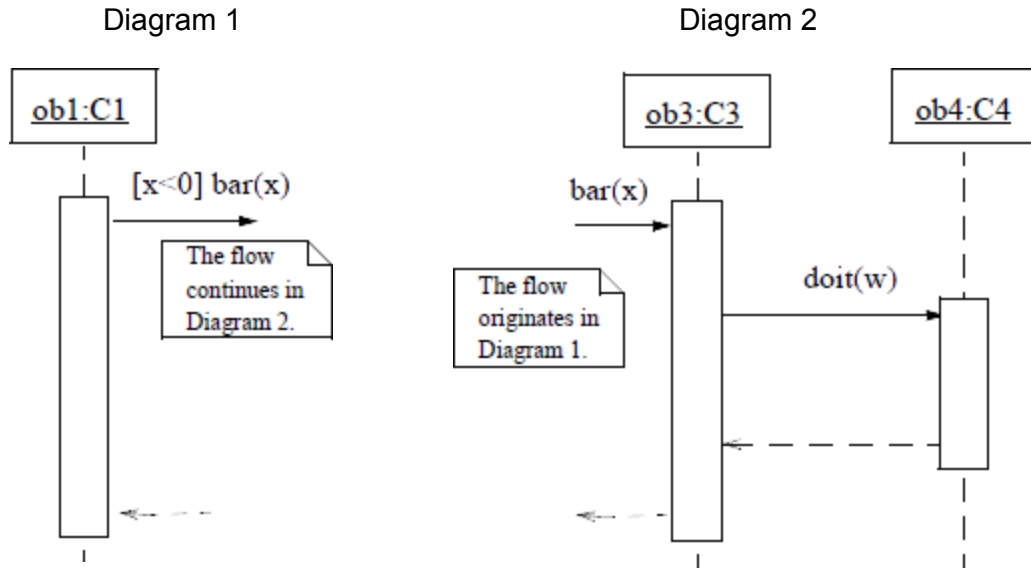 Diagram 1
ob1:C1
[x<0] bar(x)
The flow
continues in
Diagram 2.
Diagram 2
ob3:C3
ob4:C4
bar(x)
The flow
originates in
Diagram 1.
doit(w)